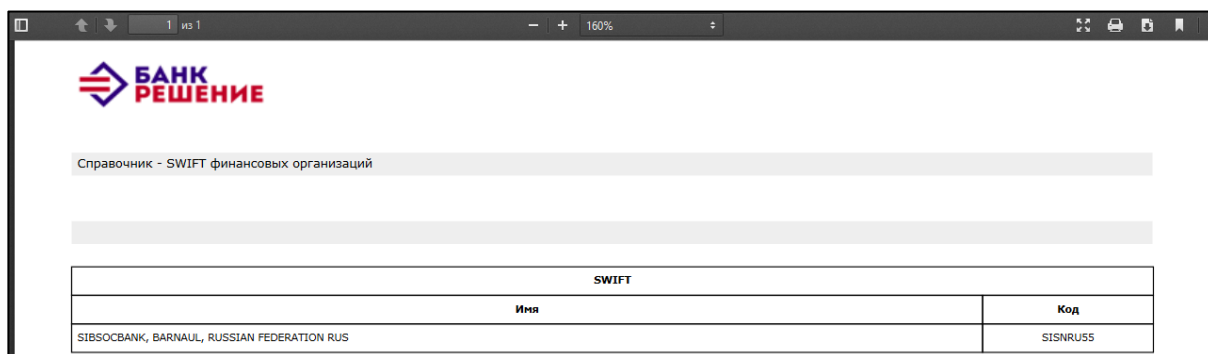 1 из 1
160%
БАНК
РЕШЕНИЕ
Справочник - SWIFT финансовых организаций
SWIFT
Имя Код
SIBSOCBANK, BARNAUL, RUSSIAN FEDERATION RUS SISNRU55